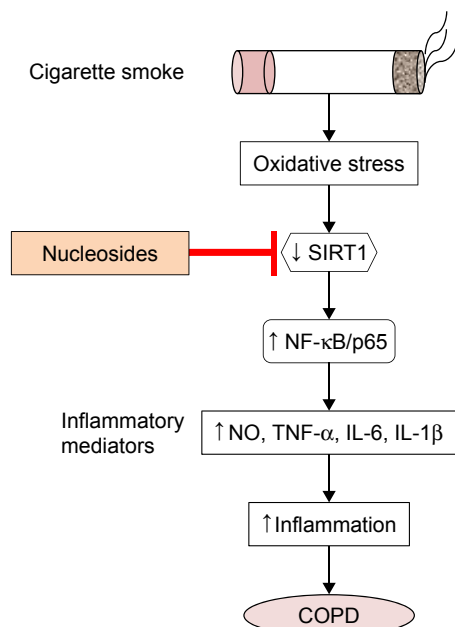 Cigarette smoke
Oxidative stress
Nucleosides
↓ SIRT1
↑ NF-κB/p65
Inflammatory
mediators
↑NO, TNF-α, IL-6, IL-1β
↑Inflammation
COPD